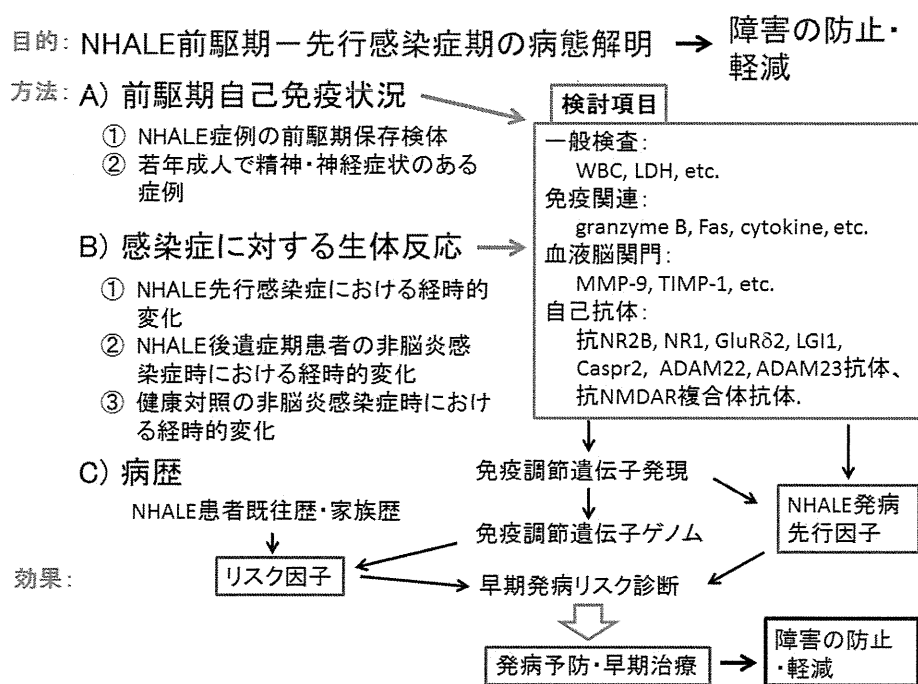 目的: NHALE前駆期－先行感染症期の病態解明 → 障害の防止・
軽減
方法: A) 前駆期自己免疫状況
① NHALE症例の前駆期保存検体
② 若年成人で精神・神経症状のある
症例
B) 感染症に対する生体反応
① NHALE先行感染症における経時的
変化
② NHALE後遺症期患者の非脳炎感
染症時における経時的変化
③ 健康対照の非脳炎感染症時におけ
る経時的変化
検討項目
一般検査:
WBC, LDH, etc.
免疫関連:
granzyme B, Fas, cytokine, etc.
血液脳関門:
MMP-9, TIMP-1, etc.
自己抗体:
抗NR2B, NR1, GluRδ2, LGI1,
Caspr2, ADAM22, ADAM23抗体、
抗NMDAR複合体抗体.
C) 病歴
NHALE患者既往歴・家族歴
免疫調節遺伝子発現
免疫調節遺伝子ゲノム
NHALE発病
先行因子
効果:
リスク因子
早期発病リスク診断
発病予防・早期治療 →
障害の防止
・軽減